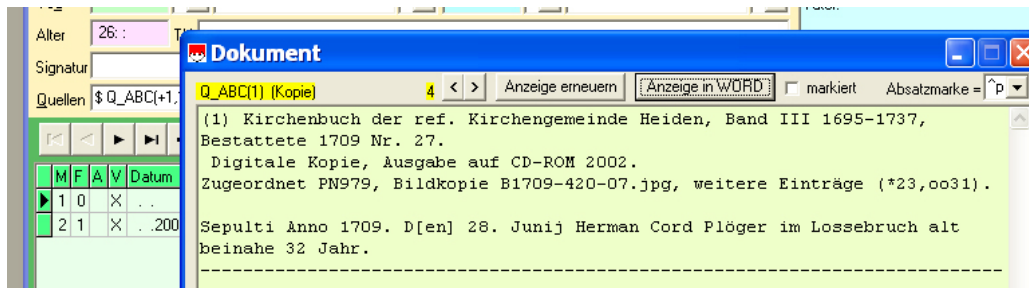 Alter 26: :
Signatur
Quellen $ Q_ABC(+1,
Dokument
Q_ABC(1) (Kopie) 4 < > Anzeige erneuern Anzeige in WORD markiert Absatzmarke = ^p
(1) Kirchenbuch der ref. Kirchengemeinde Heiden, Band III 1695-1737,
Bestattete 1709 Nr. 27.
Digitale Kopie, Ausgabe auf CD-ROM 2002.
Zugeordnet PN979, Bildkopie B1709-420-07.jpg, weitere Einträge (*23,oo31).
Sepulti Anno 1709. D[en] 28. Junij Herman Cord Plöger im Lossebruch alt
beinahe 32 Jahr.
--------------------------------------------------------------------------
M F A V Datum
1 0 X . .
2 1 X . .200